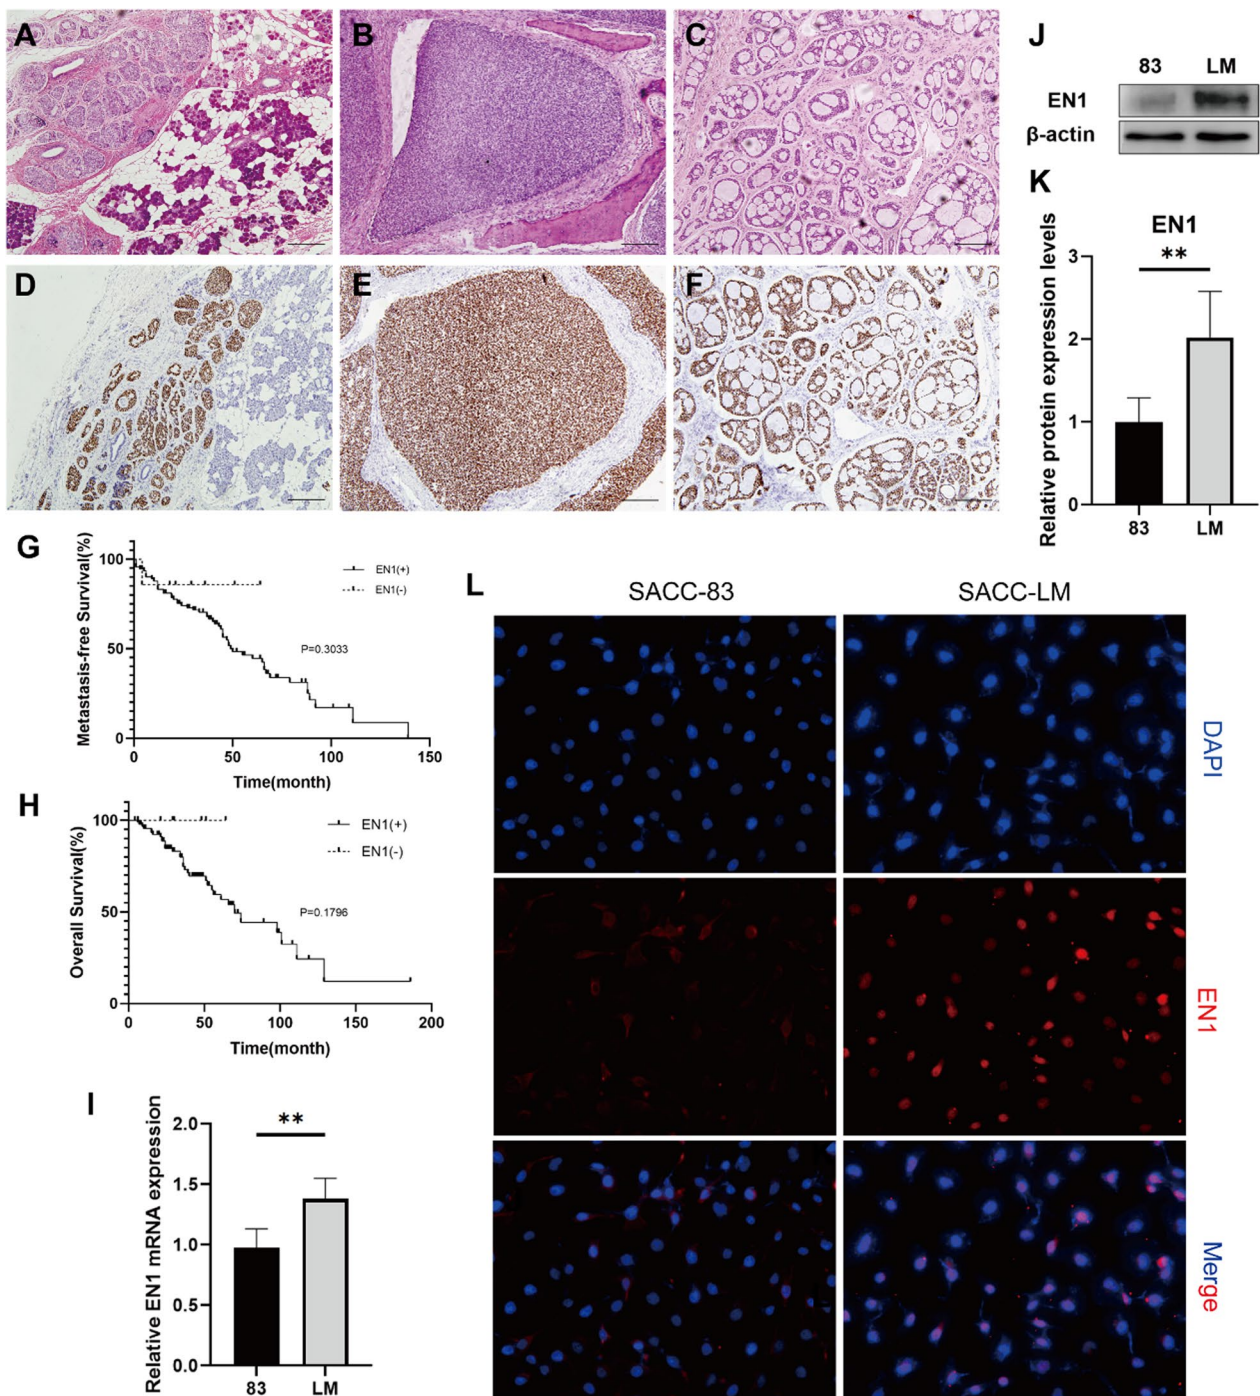 A
B
C
D
E
F
J
83 LM
EN1
β-actin
K
EN1
**
Relative protein expression levels
3
2
1
0
83 LM
G
Metastasis-free Survival(%)
100
50
0
0 50 100 150
Time(month)
EN1(+)
EN1(-)
P=0.3033
H
Overall Survival(%)
100
50
0
0 50 100 150 200
Time(month)
EN1(+)
EN1(-)
P=0.1796
I
Relative EN1 mRNA expression
2.0
1.5
1.0
0.5
0.0
**
83 LM
L
SACC-83 SACC-LM
DAPI
EN1
Merge